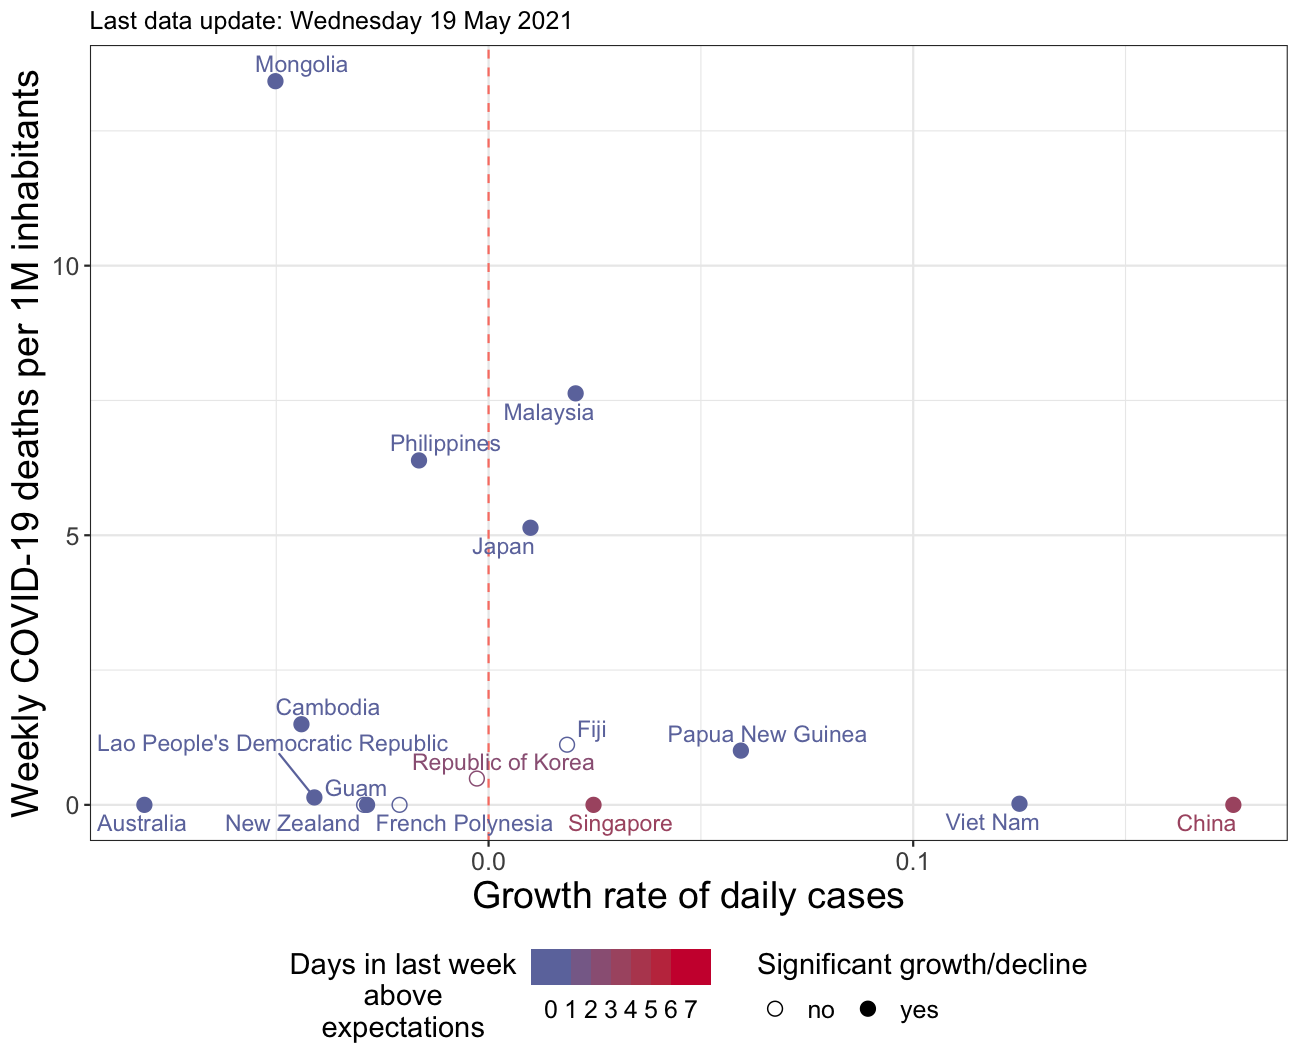 Last data update: Wednesday 19 May 2021
Weekly COVID-19 deaths per 1M inhabitants
Mongolia
10
Malaysia
Philippines
5
Japan
Cambodia
Fiji
Papua New Guinea
Lao People's Democratic Republic
Republic of Korea
Guam
0
Australia
New Zealand
French Polynesia
Singapore
Viet Nam
China
0.0
0.1
Growth rate of daily cases
Days in last week
above
expectations
0 1 2 3 4 5 6 7
Significant growth/decline
no
yes